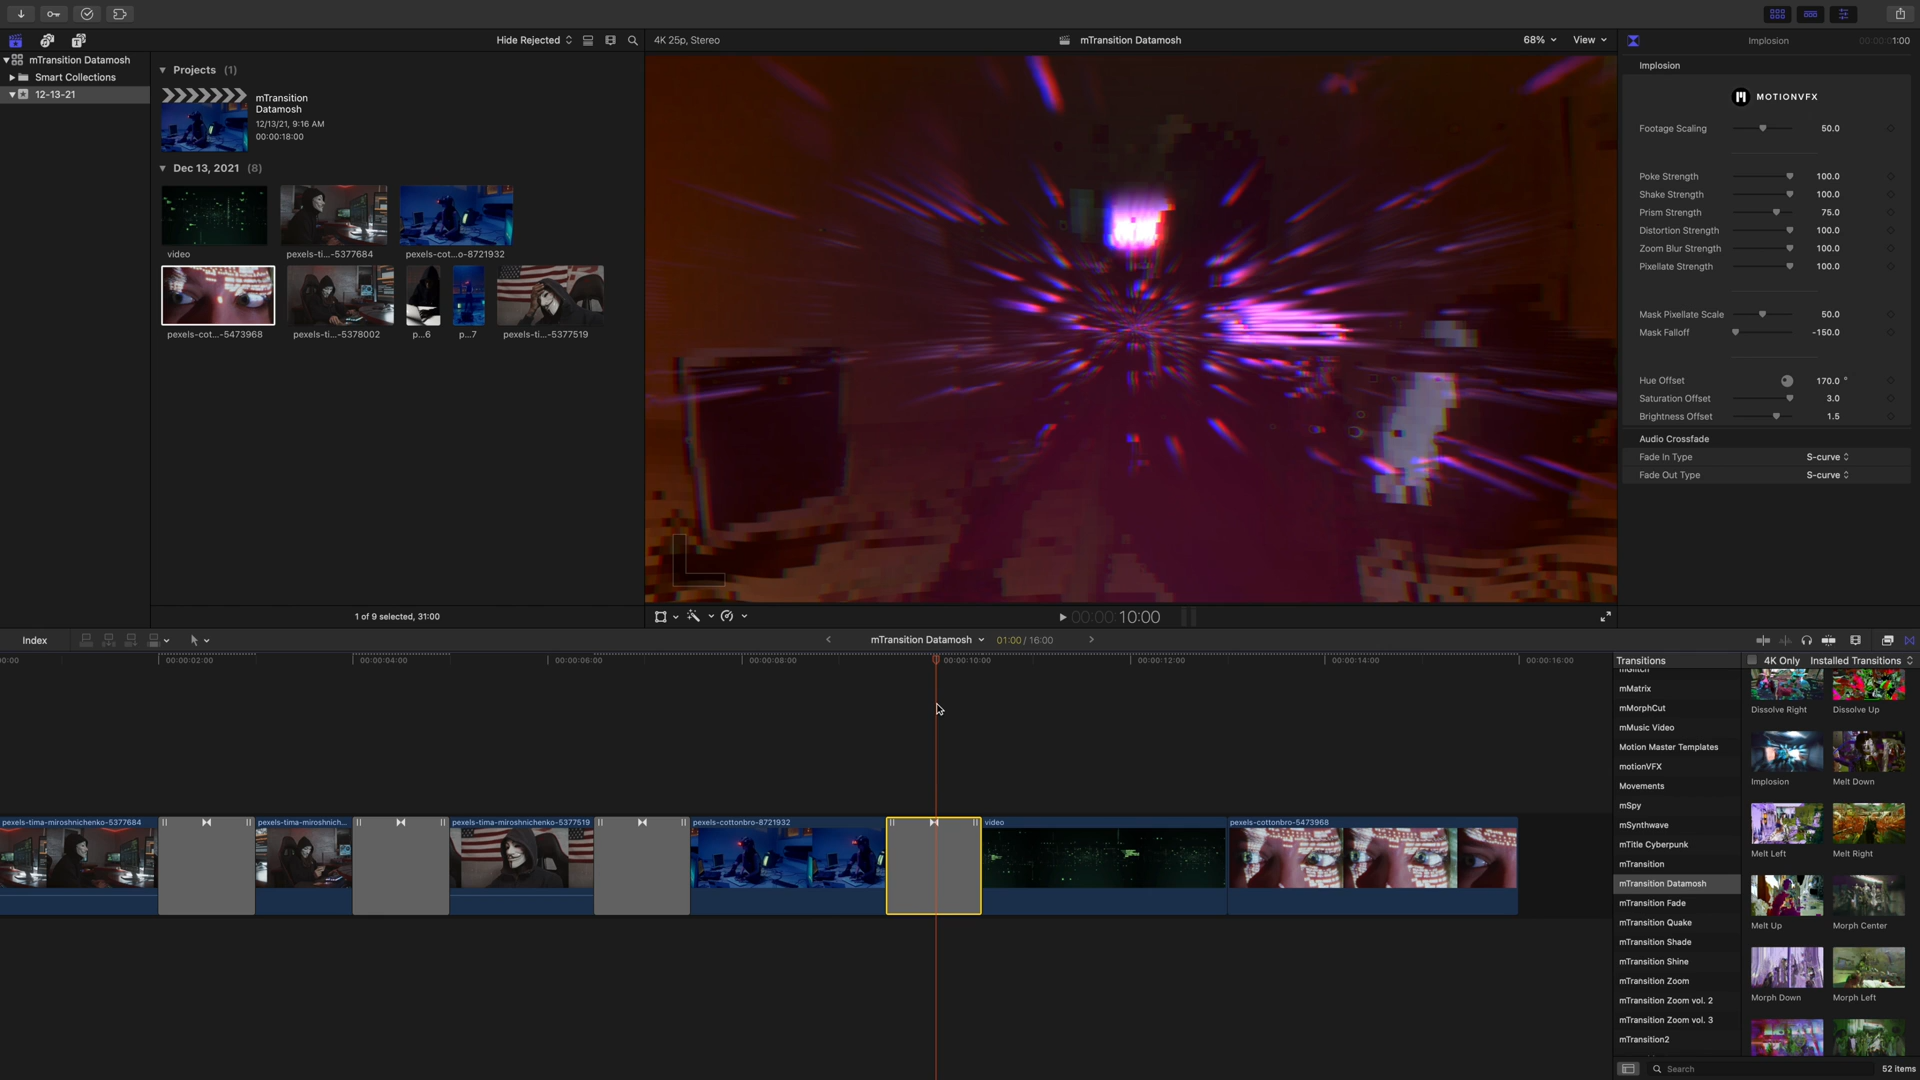 Hide Rejected
4K 25p, Stereo
mTransition Datamosh
68%
View
Implosion
1:00
mTransition Datamosh
Smart Collections
12-13-21
Projects (1)
mTransition
Datamosh
12/13/21, 9:16 AM
00:00:18:00
Dec 13, 2021 (8)
video
pexels-ti...-5377684
pexels-cot...o-8721932
pexels-cot...-5473968
pexels-ti...-5378002
p...6
p...7
pexels-ti...-5377519
1 of 9 selected, 31:00
00:00:10:00
Implosion
MOTIONVFX
Footage Scaling 50.0
Poke Strength 100.0
Shake Strength 100.0
Prism Strength 75.0
Distortion Strength 100.0
Zoom Blur Strength 100.0
Pixellate Strength 100.0
Mask Pixellate Scale 50.0
Mask Falloff -150.0
Hue Offset 170.0 °
Saturation Offset 3.0
Brightness Offset 1.5
Audio Crossfade
Fade In Type S-curve
Fade Out Type S-curve
Index
mTransition Datamosh
01:00 / 16:00
00:00:02:00
00:00:04:00
00:00:06:00
00:00:08:00
00:00:10:00
00:00:12:00
00:00:14:00
00:00:16:00
pexels-tima-miroshnichenko-5377684
pexels-tima-miroshnich...
pexels-tima-miroshnichenko-5377519
pexels-cottonbro-8721932
video
pexels-cottonbro-5473968
Transitions
4K Only
Installed Transitions
mMatrix
mMorphCut
mMusic Video
Motion Master Templates
motionVFX
Movements
mSpy
mSynthwave
mTitle Cyberpunk
mTransition
mTransition Datamosh
mTransition Fade
mTransition Quake
mTransition Shade
mTransition Shine
mTransition Zoom
mTransition Zoom vol. 2
mTransition Zoom vol. 3
mTransition2
Dissolve Right
Dissolve Up
Implosion
Melt Down
Melt Left
Melt Right
Melt Up
Morph Center
Morph Down
Morph Left
Search
52 items